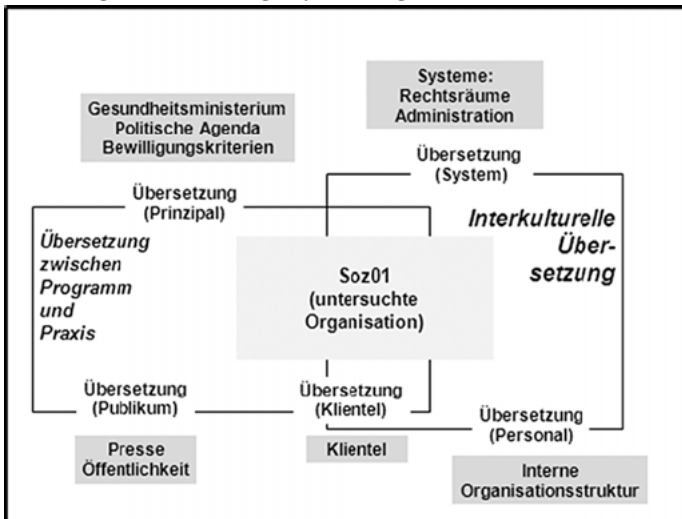 Systeme:
Rechtsräume
Administration
Gesundheitsministerium
Politische Agenda
Bewilligungskriterien
Übersetzung
(System)
Übersetzung
(Prinzipal)
Interkulturelle
Über-
setzung
Übersetzung
zwischen
Programm
und
Praxis
Soz01
(untersuchte
Organisation)
Übersetzung
(Publikum)
Übersetzung
(Klientel)
Übersetzung
(Personal)
Presse
Öffentlichkeit
Klientel
Interne
Organisationsstruktur